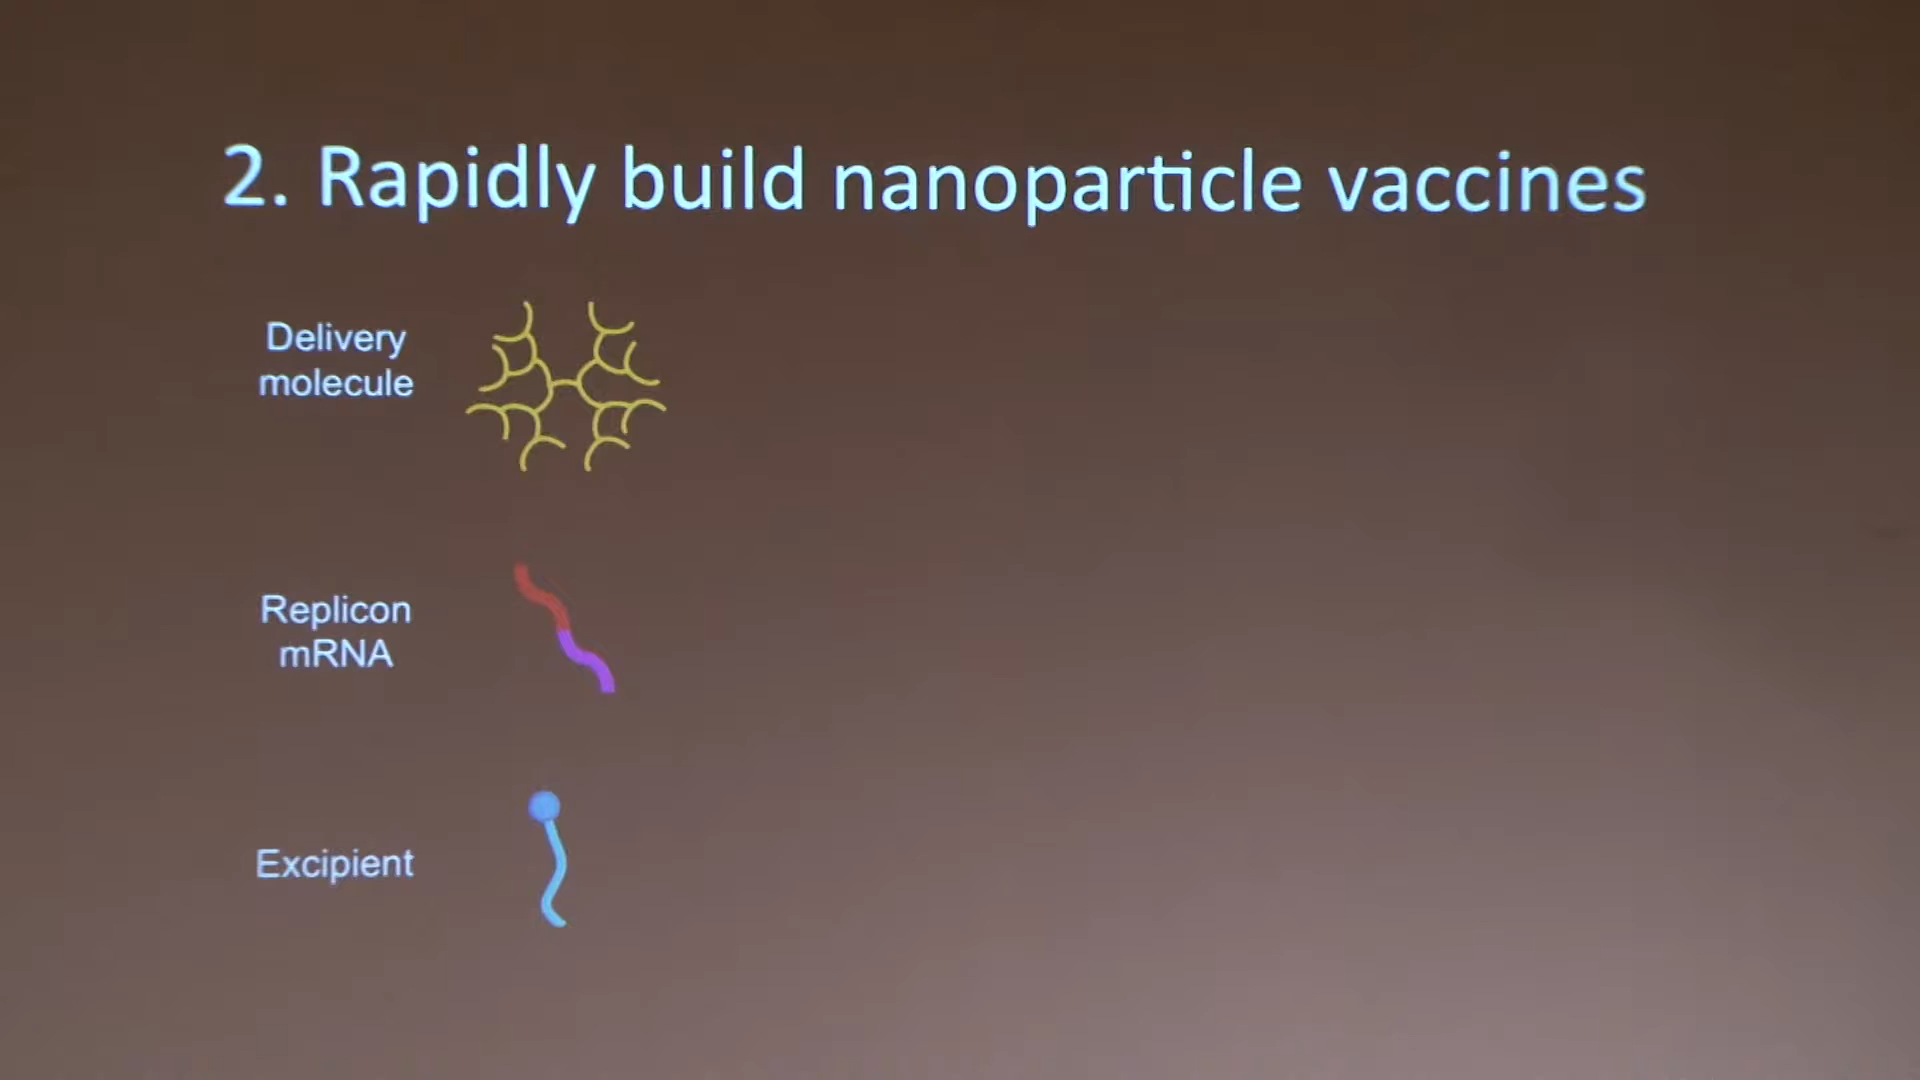 2. Rapidly build nanoparticle vaccines
Delivery
molecule
Replicon
mRNA
Excipient